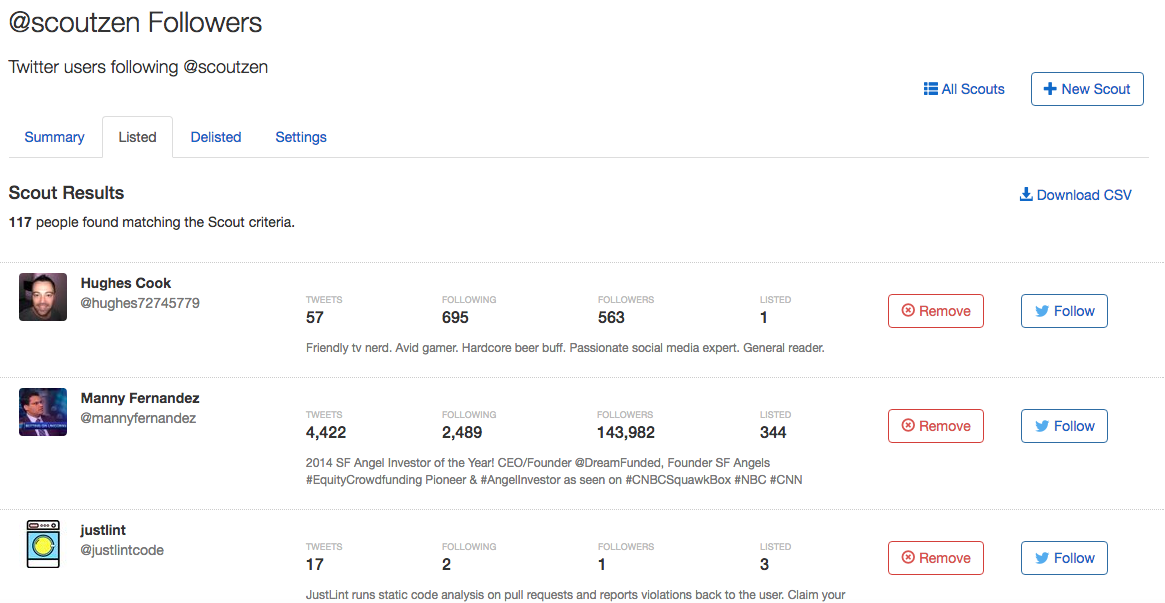 @scoutzen Followers
Twitter users following @scoutzen
All Scouts
New Scout
Summary
Listed
Delisted
Settings
Scout Results
Download CSV
117 people found matching the Scout criteria.
Hughes Cook
@hughes72745779
TWEETS FOLLOWING FOLLOWERS LISTED
57 695 563 1
Remove
Follow
Friendly tv nerd. Avid gamer. Hardcore beer buff. Passionate social media expert. General reader.
Manny Fernandez
@mannyfernandez
TWEETS FOLLOWING FOLLOWERS LISTED
4,422 2,489 143,982 344
Remove
Follow
2014 SF Angel Investor of the Year! CEO/Founder @DreamFunded, Founder SF Angels
#EquityCrowdfunding Pioneer & #AngelInvestor as seen on #CNBCSquawkBox #NBC #CNN
justlint
@justlintcode
TWEETS FOLLOWING FOLLOWERS LISTED
17 2 1 3
Remove
Follow
JustLint runs static code analysis on pull requests and reports violations back to the user. Claim your